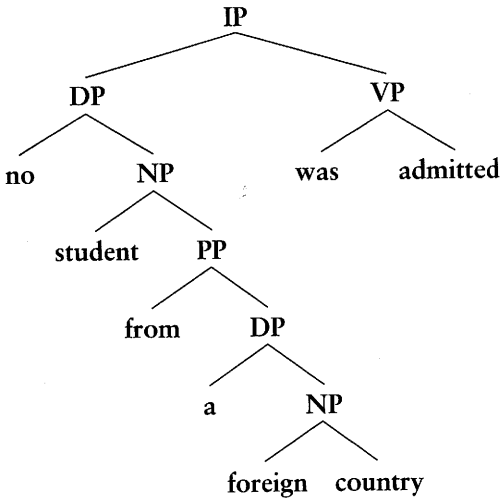 IP
DP VP
no NP was admitted
student PP
from DP
a NP
foreign country